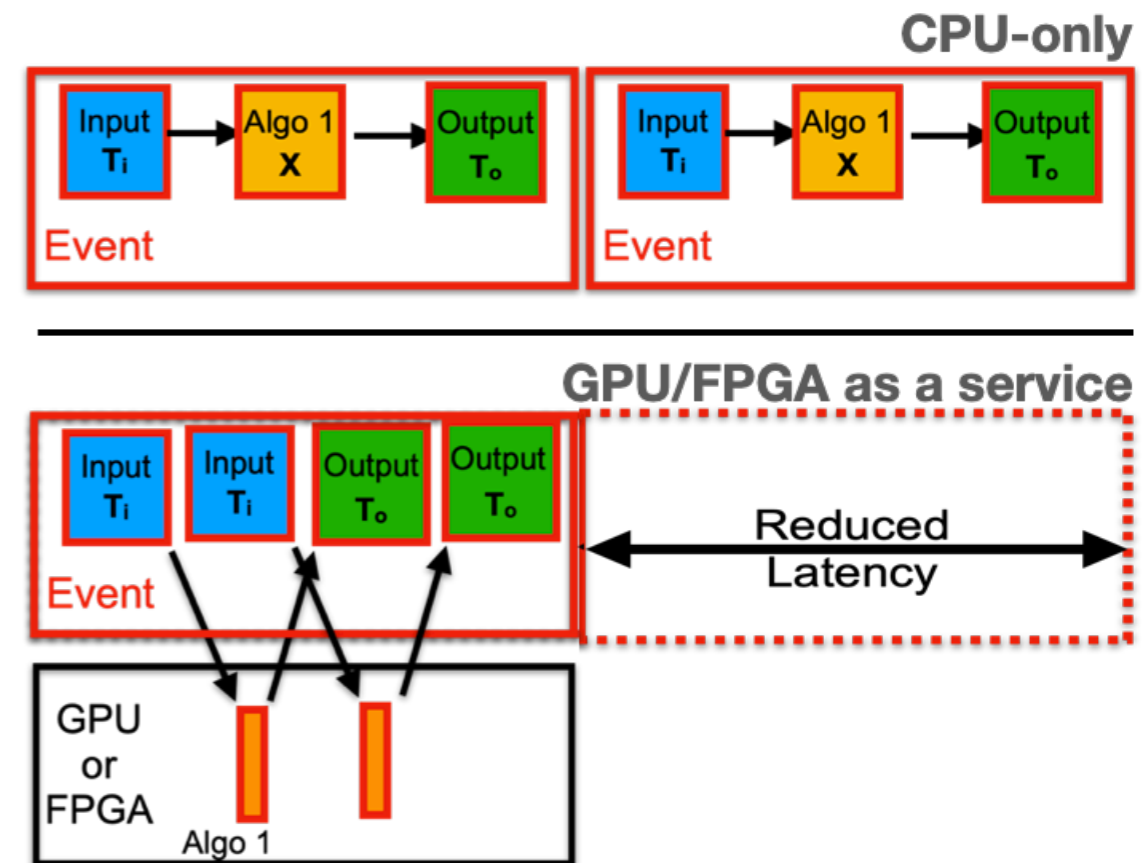 CPU-only
Input
Ti
Algo 1
X
Output
To
Event
Input
Ti
Algo 1
X
Output
To
Event
GPU/FPGA as a service
Input
Ti
Input
Ti
Output
To
Output
To
Event
Reduced
Latency
GPU
or
FPGA
Algo 1